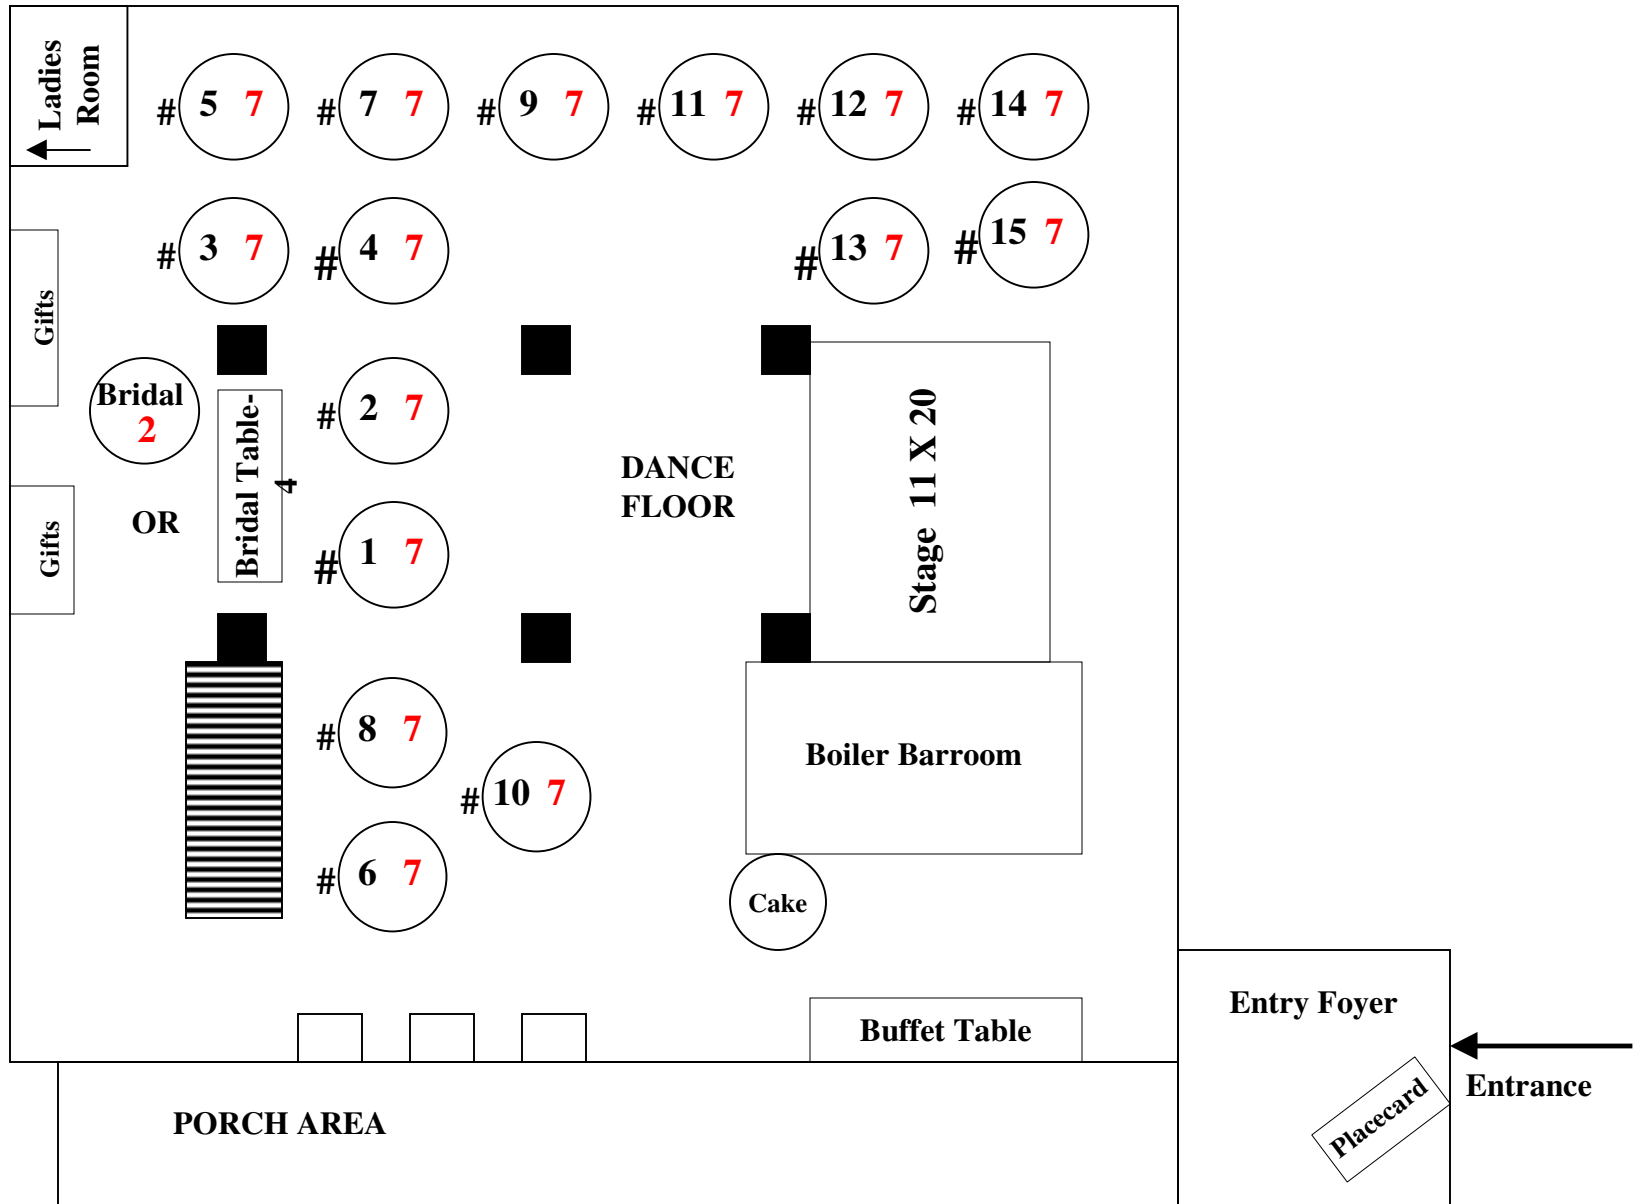 Ladies
Room
# 5 7
# 7 7
# 9 7
# 11 7
# 12 7
# 14 7
# 3 7
# 4 7
# 13 7
# 15 7
Gifts
Bridal
2
OR
Gifts
Bridal Table-
4
# 2 7
# 1 7
DANCE
FLOOR
Stage 11 X 20
# 8 7
# 10 7
# 6 7
Boiler Barroom
Cake
Buffet Table
Entry Foyer
Entrance
Placecard
PORCH AREA